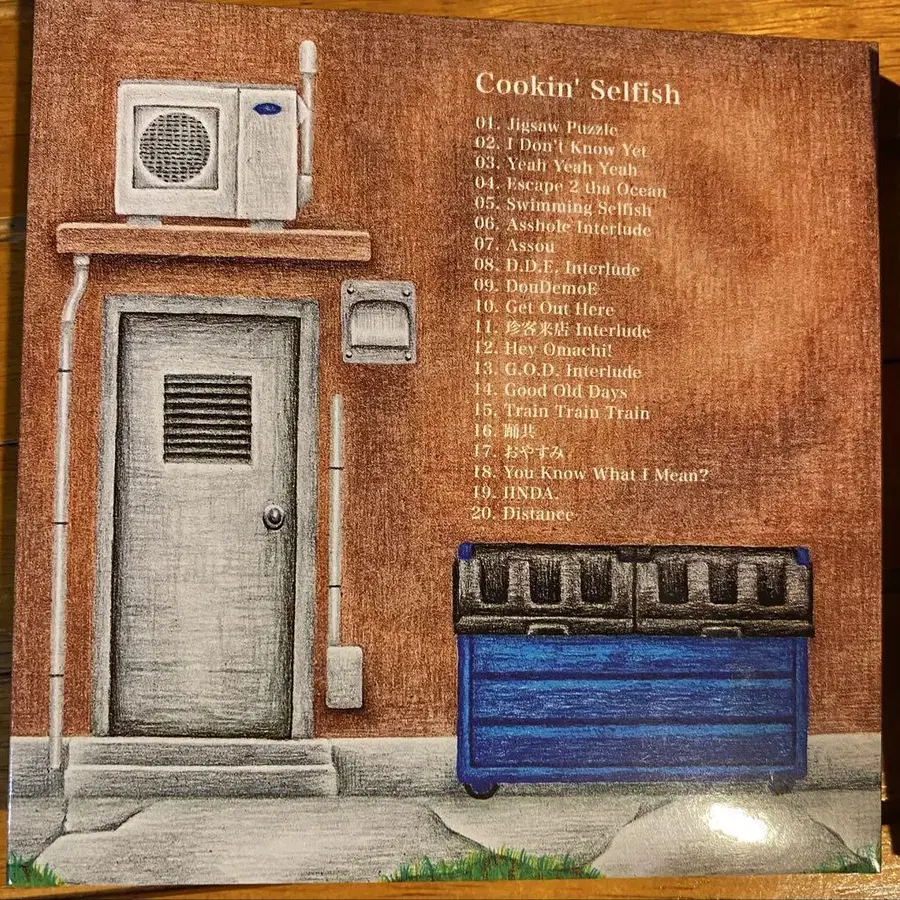 Cookin' Selfish
01. Jigsaw Puzzle
02. I Don't Know Yet
03. Yeah Yeah Yeah
04. Escape 2 tha Ocean
05. Swimming Selfish
06. Asshole Interlude
07. Assou
08. D.D.E. Interlude
09. DouDemoE
10. Get Out Here
11. 珍客来店 Interlude
12. Hey Omachi!
13. G.O.D. Interlude
14. Good Old Days
15. Train Train Train
16. 踊共
17. おやすみ
18. You Know What I Mean?
19. JINDA.
20. Distance